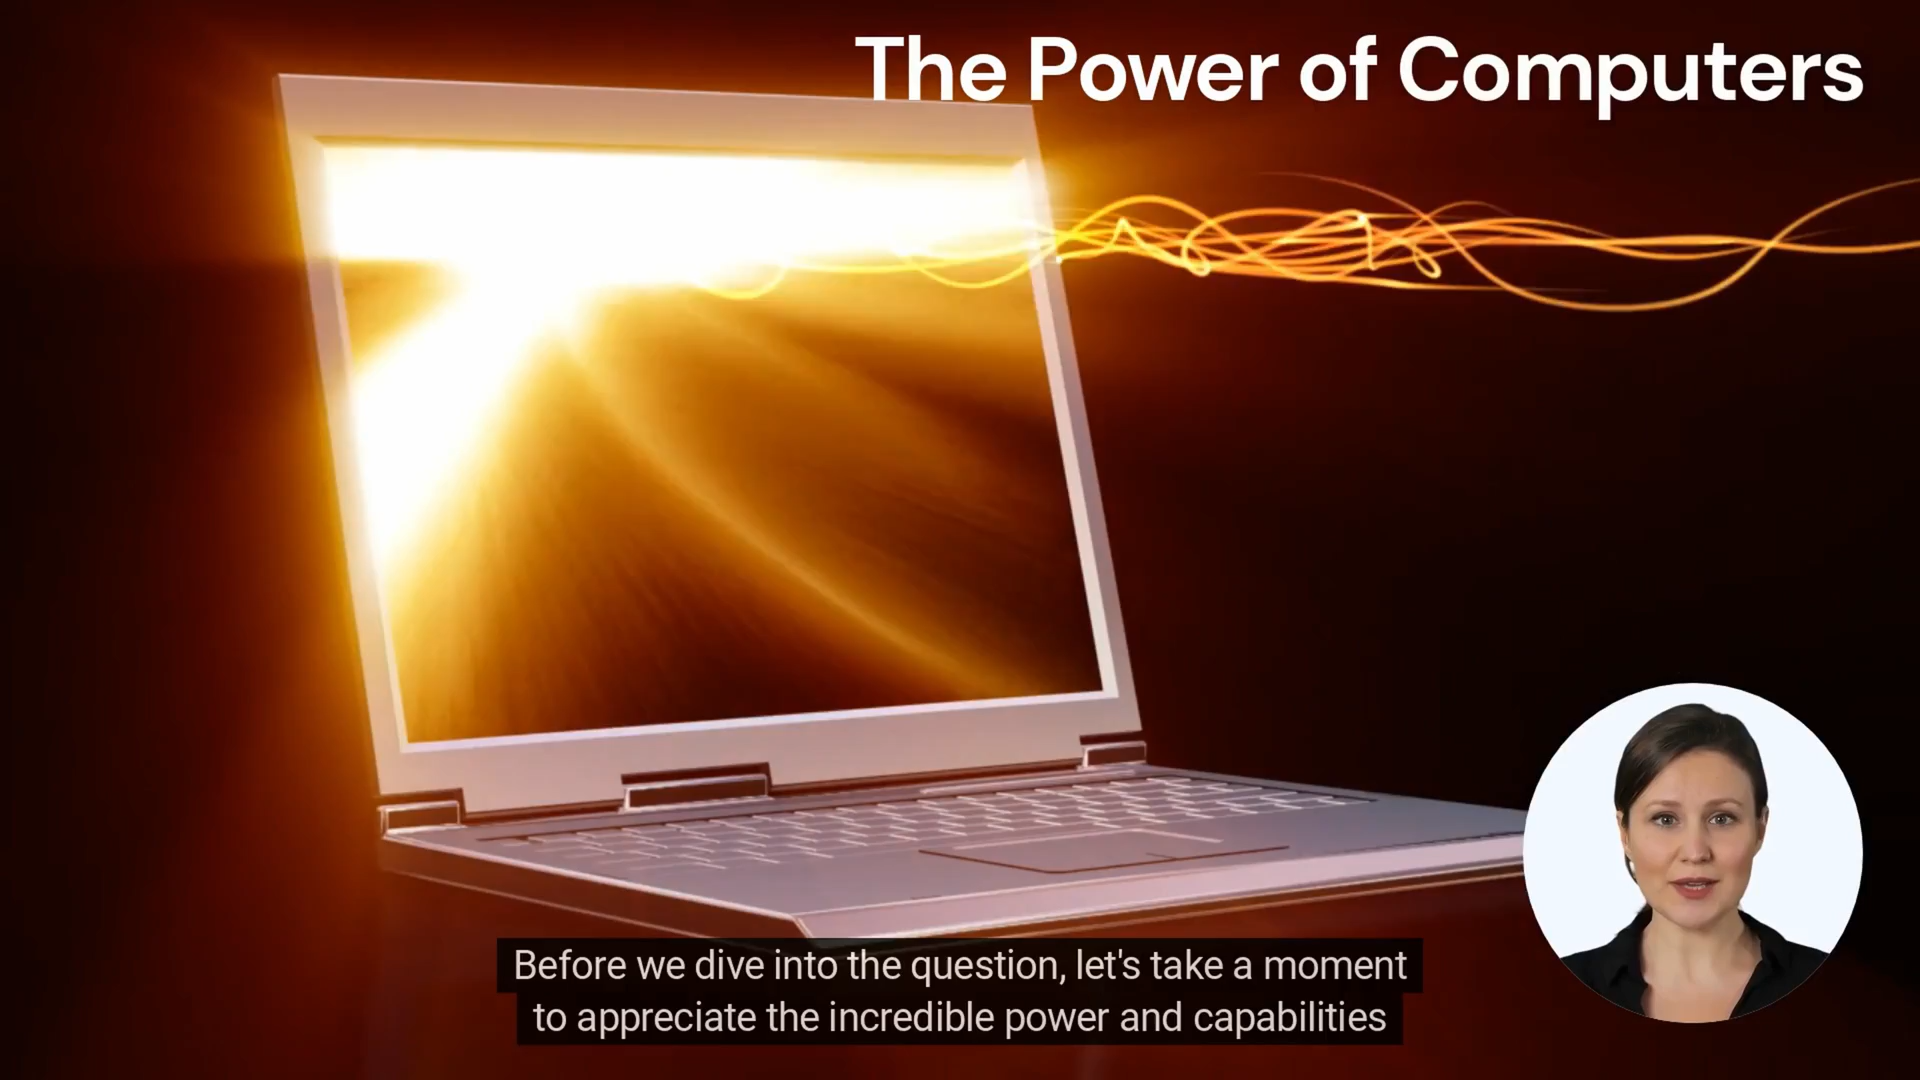 The Power of Computers
Before we dive into the question, let's take a moment
to appreciate the incredible power and capabilities